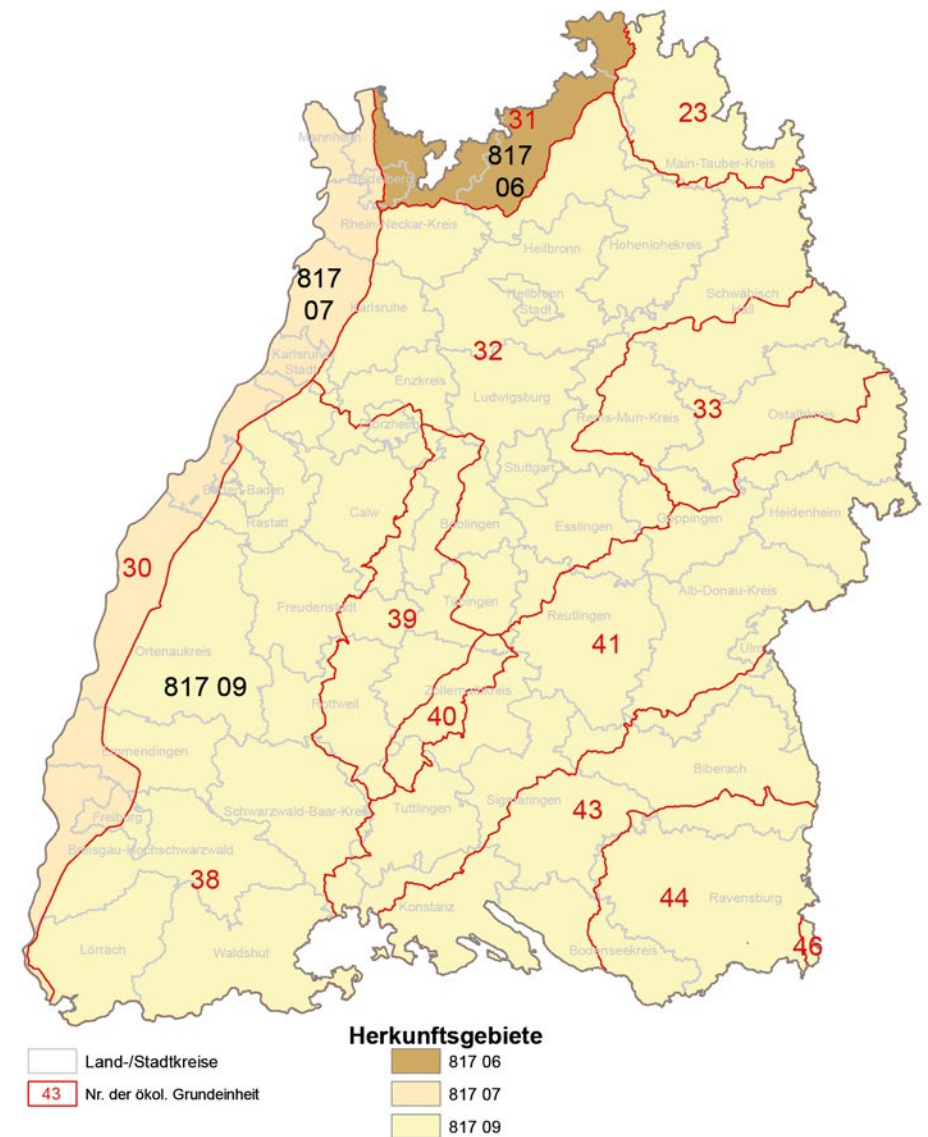 31
23
817
06
Mannheim
Main-Tauber-Kreis
Heidelberg
Rhein-Neckar-Kreis
Heilbronn
Hohenlohekreis
817
07
Karlsruhe
Heilbronn
Stadt
Schwäbisch
Hall
32
Karlsruhe
Stadt
Enzkreis
Ludwigsburg
Rems-Murr-Kreis
33
Ostalbkreis
Pforzheim
Stuttgart
Baden-Baden
Rastatt
Calw
Böblingen
Esslingen
Göppingen
Heidenheim
30
Freudenstadt
39
Tübingen
Reutlingen
Alb-Donau-Kreis
41
Ulm
Ortenaukreis
817 09
Rottweil
Zollernalbkreis
40
Emmendingen
Biberach
Freiburg
Schwarzwald-Baar-Kreis
Tuttlingen
Sigmaringen
43
Breisgau-Hochschwarzwald
38
Konstanz
44
Ravensburg
Lörrach
Waldshut
Bodenseekreis
46
Herkunftsgebiete
Land-/Stadtkreise
817 06
43
Nr. der ökol. Grundeinheit
817 07
817 09